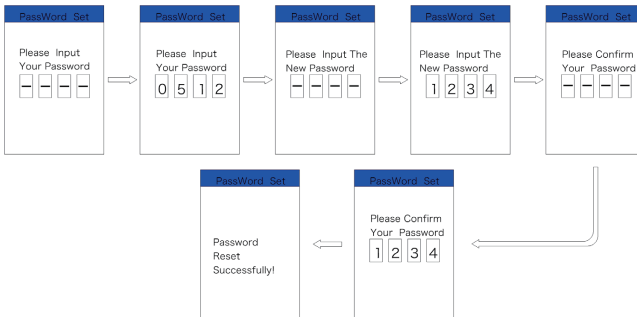 PassWord Set
Please Input
Your Password
– – – –
PassWord Set
Please Input
Your Password
0 5 1 2
PassWord Set
Please Input The
New Password
– – – –
PassWord Set
Please Input The
New Password
1 2 3 4
PassWord Set
Please Confirm
Your Password
– – – –
PassWord Set
Please Confirm
Your Password
1 2 3 4
PassWord Set
Password
Reset
Successfully!